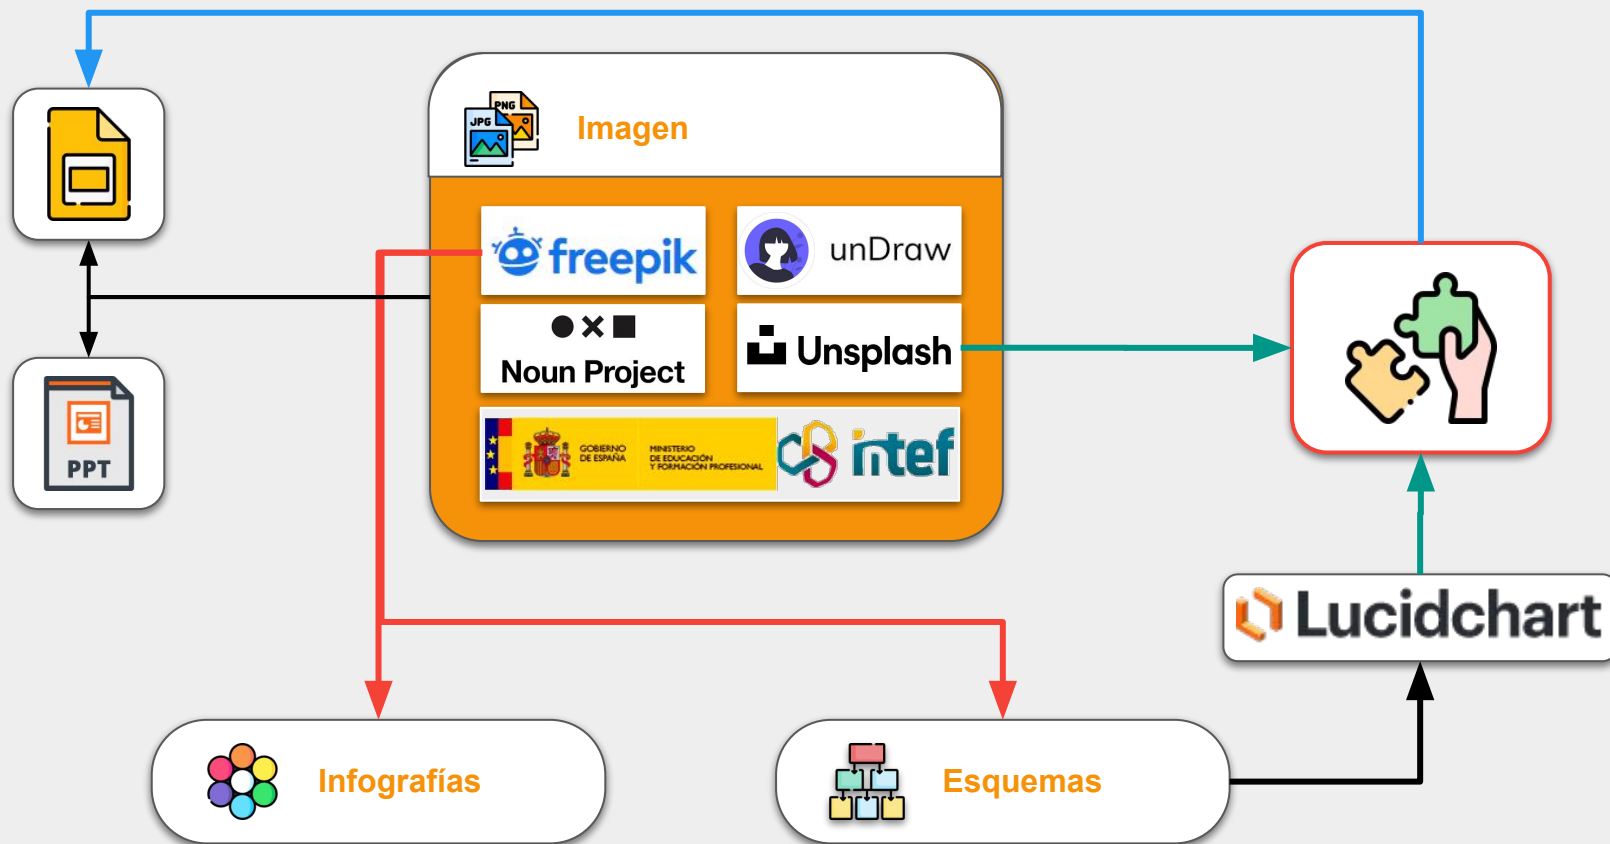 PNG
JPG
Imagen
freepik
unDraw
Noun Project
Unsplash
GOBIERNO
DE ESPAÑA
MINISTERIO
DE EDUCACIÓN
Y FORMACIÓN PROFESIONAL
intef
PPT
Lucidchart
Infografías
Esquemas